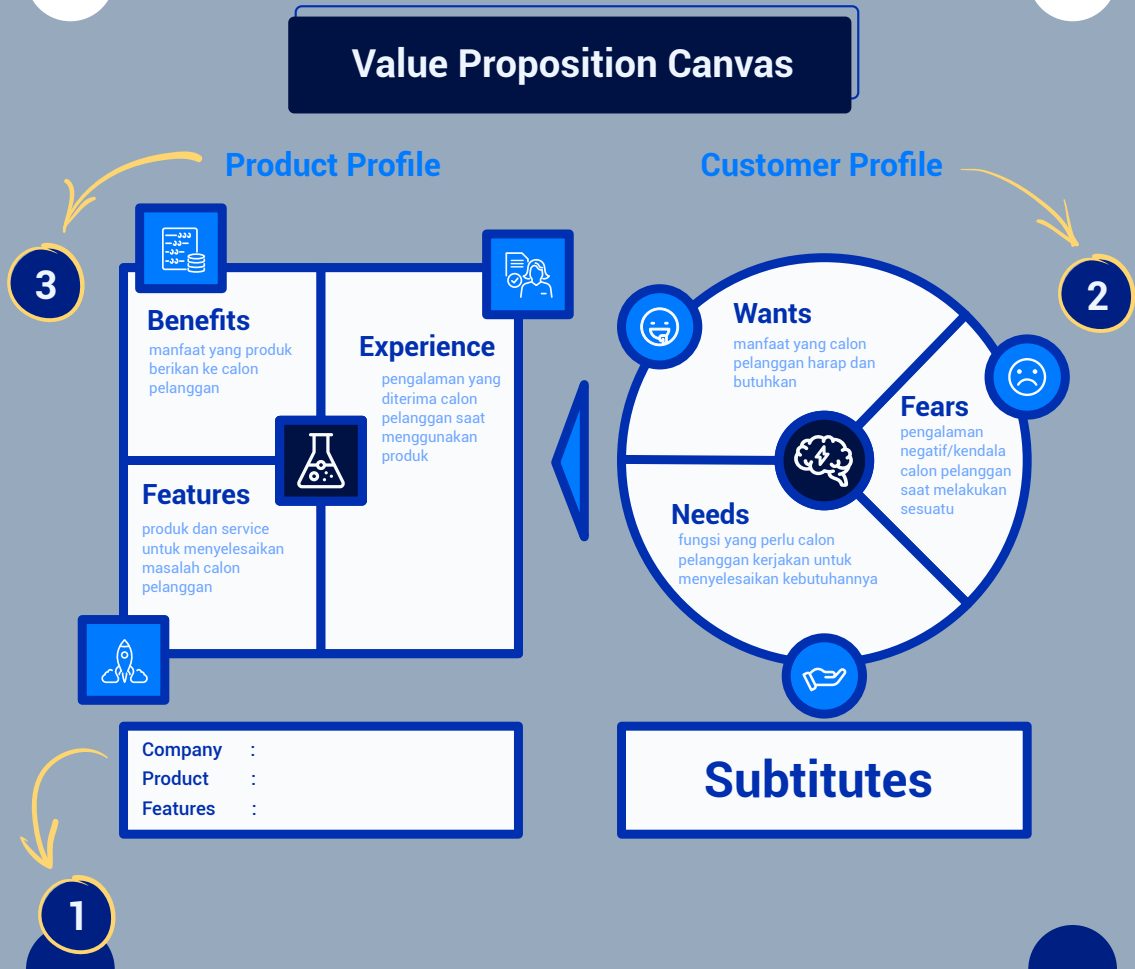 Value Proposition Canvas
Product Profile
Customer Profile
3
2
Benefits
manfaat yang produk
berikan ke calon
pelanggan
Experience
pengalaman yang
diterima calon
pelanggan saat
menggunakan
produk
Features
produk dan service
untuk menyelesaikan
masalah calon
pelanggan
Wants
manfaat yang calon
pelanggan harap dan
butuhkan
Fears
pengalaman
negatif/kendala
calon pelanggan
saat melakukan
sesuatu
Needs
fungsi yang perlu calon
pelanggan kerjakan untuk
menyelesaikan kebutuhannya
Company :
Product :
Features :
Subtitutes
1